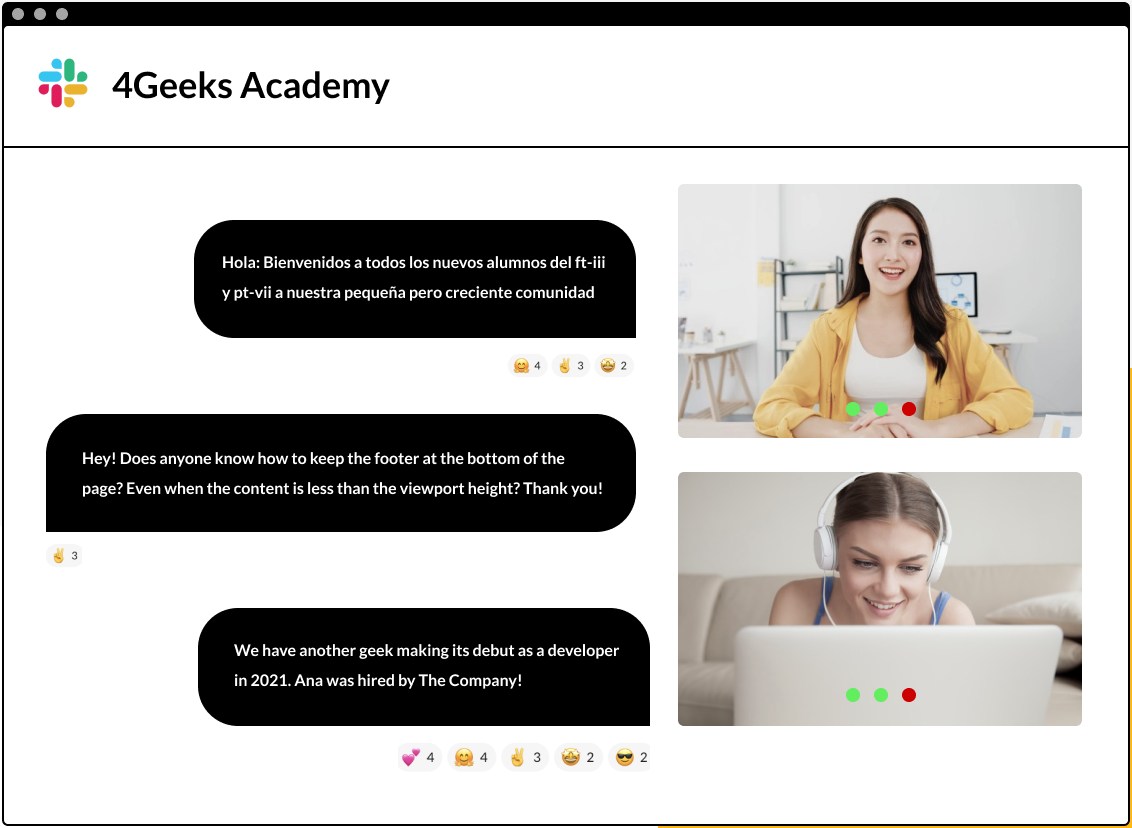 4Geeks Academy
Hola: Bienvenidos a todos los nuevos alumnos del ft-iii
y pt-vii a nuestra pequeña pero creciente comunidad
4 3 2
Hey! Does anyone know how to keep the footer at the bottom of the
page? Even when the content is less than the viewport height? Thank you!
3
We have another geek making its debut as a developer
in 2021. Ana was hired by The Company!
4 4 3 2 2